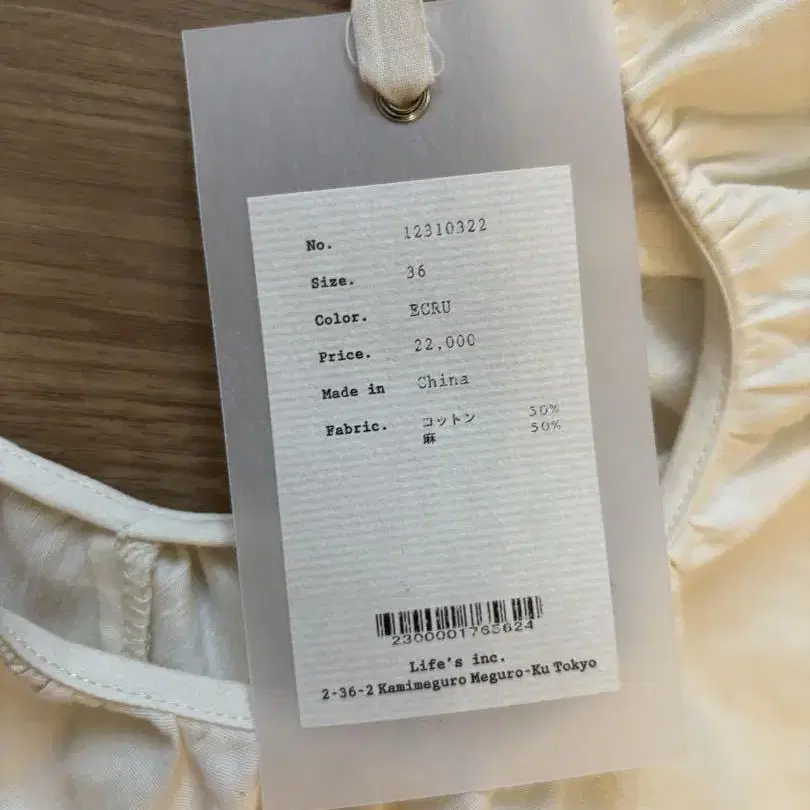 No. 12310322
Size. 36
Color. ECRU
Price. 22,000
Made in China
Fabric. コットン 50%
麻 50%
2300001765624
Life's inc.
2-36-2 Kamimeguro Meguro-Ku Tokyo